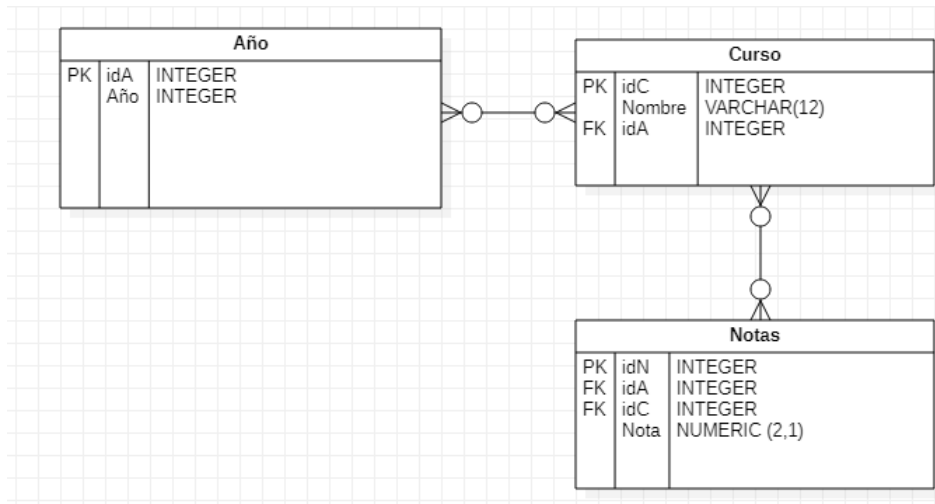 Año
PK idA INTEGER
Año INTEGER
Curso
PK idC INTEGER
Nombre VARCHAR(12)
FK idA INTEGER
Notas
PK idN INTEGER
FK idA INTEGER
FK idC INTEGER
Nota NUMERIC (2,1)